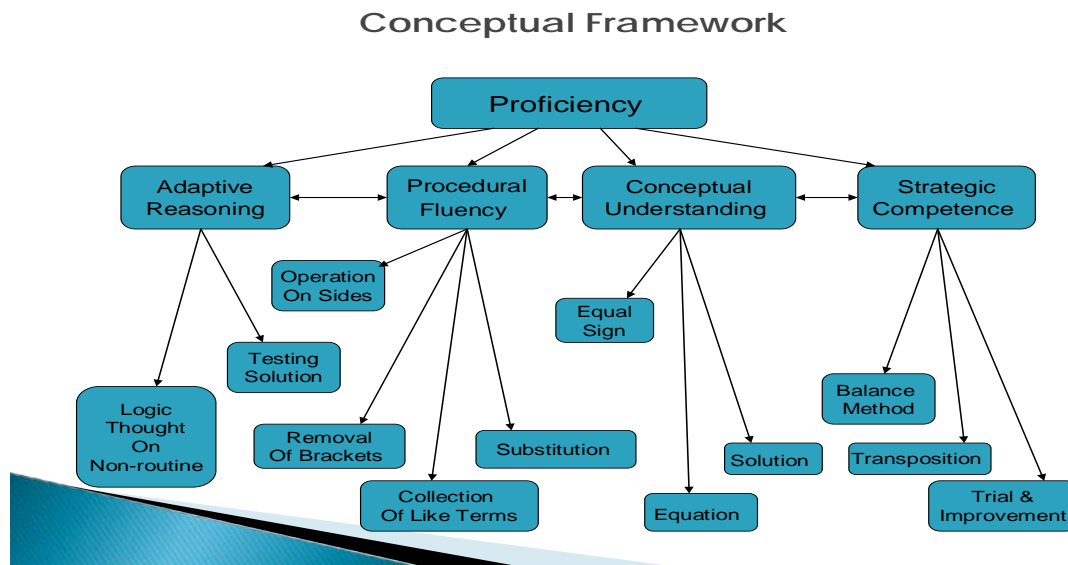 Conceptual Framework
Proficiency
Adaptive
Reasoning
Procedural
Fluency
Conceptual
Understanding
Strategic
Competence
Operation
On Sides
Equal
Sign
Testing
Solution
Balance
Method
Logic
Thought
On
Non-routine
Removal
Of Brackets
Substitution
Solution
Transposition
Collection
Of Like Terms
Equation
Trial &
Improvement